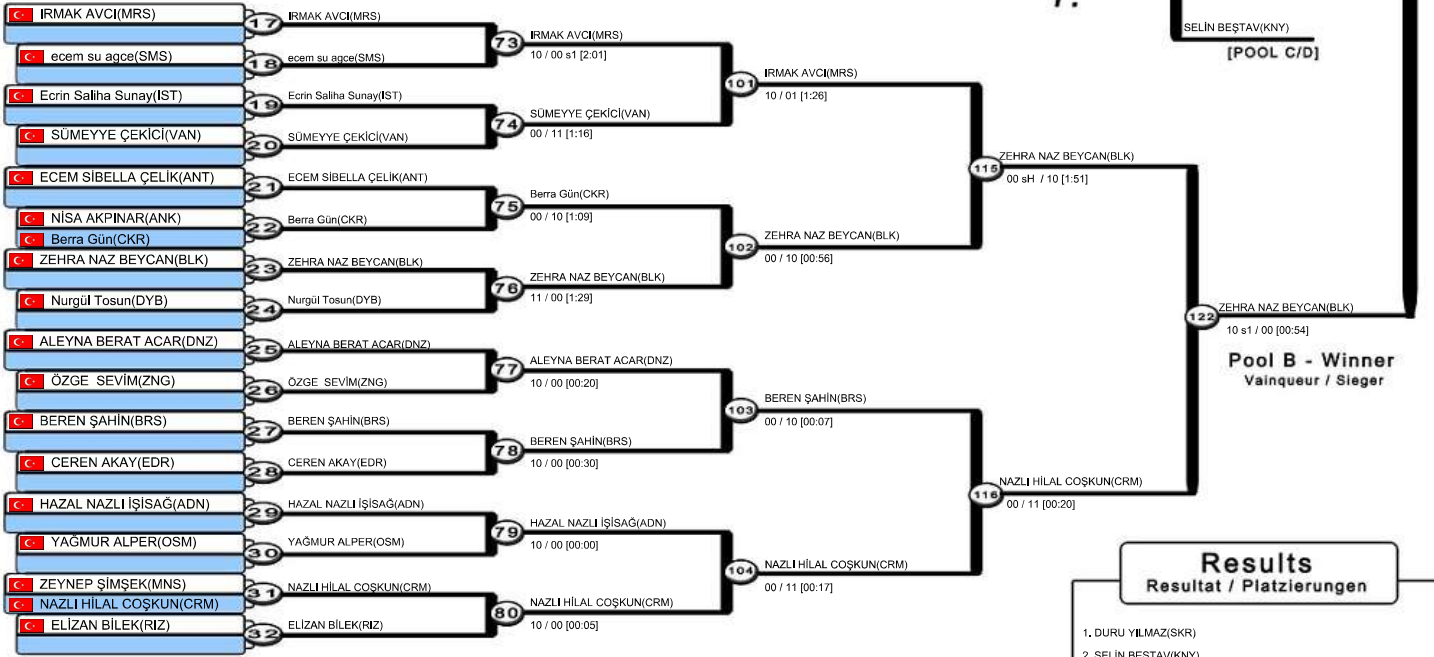 IRMAK AVCI(MRS)
ecem su agce(SMS)
Ecrin Saliha Sunay(İST)
SÜMEYYE ÇEKİCİ(VAN)
ECEM SİBELLA ÇELİK(ANT)
NİSA AKPINAR(ANK)
Berra Gün(CKR)
ZEHRA NAZ BEYCAN(BLK)
Nurgül Tosun(DYB)
ALEYNA BERAT ACAR(DNZ)
ÖZGE  SEVİM(ZNG)
BEREN ŞAHİN(BRS)
CEREN AKAY(EDR)
HAZAL NAZLI İŞİSAĞ(ADN)
YAĞMUR ALPER(OSM)
ZEYNEP ŞİMŞEK(MNS)
NAZLI HİLAL COŞKUN(CRM)
ELİZAN BİLEK(RIZ)
17 IRMAK AVCI(MRS)
18 ecem su agce(SMS)
19 Ecrin Saliha Sunay(İST)
20 SÜMEYYE ÇEKİCİ(VAN)
21 ECEM SİBELLA ÇELİK(ANT)
22 Berra Gün(CKR)
23 ZEHRA NAZ BEYCAN(BLK)
24 Nurgül Tosun(DYB)
25 ALEYNA BERAT ACAR(DNZ)
26 ÖZGE  SEVİM(ZNG)
27 BEREN ŞAHİN(BRS)
28 CEREN AKAY(EDR)
29 HAZAL NAZLI İŞİSAĞ(ADN)
30 YAĞMUR ALPER(OSM)
31 NAZLI HİLAL COŞKUN(CRM)
32 ELİZAN BİLEK(RIZ)
73 IRMAK AVCI(MRS)
10 / 00 s1 [2:01]
74 SÜMEYYE ÇEKİCİ(VAN)
00 / 11 [1:16]
75 Berra Gün(CKR)
00 / 10 [1:09]
76 ZEHRA NAZ BEYCAN(BLK)
11 / 00 [1:29]
77 ALEYNA BERAT ACAR(DNZ)
10 / 00 [00:20]
78 BEREN ŞAHİN(BRS)
10 / 00 [00:30]
79 HAZAL NAZLI İŞİSAĞ(ADN)
10 / 00 [00:00]
80 NAZLI HİLAL COŞKUN(CRM)
10 / 00 [00:05]
101 IRMAK AVCI(MRS)
10 / 01 [1:26]
102 ZEHRA NAZ BEYCAN(BLK)
00 / 10 [00:56]
103 BEREN ŞAHİN(BRS)
00 / 10 [00:07]
104 NAZLI HİLAL COŞKUN(CRM)
00 / 11 [00:17]
115 ZEHRA NAZ BEYCAN(BLK)
00 sH  / 10 [1:51]
116 NAZLI HİLAL COŞKUN(CRM)
00 / 11 [00:20]
SELİN BEŞTAV(KNY)
[POOL C/D]
122 ZEHRA NAZ BEYCAN(BLK)
10 s1 / 00 [00:54]
Pool B - Winner
Vainqueur / Sieger
Results
Resultat / Platzierungen
1. DURU YILMAZ(SKR)
2. SELİN BEŞTAV(KNY)